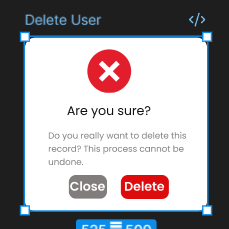 Delete User
</>
Are you sure?
Do you really want to delete this
record? This process cannot be
undone.
Close Delete